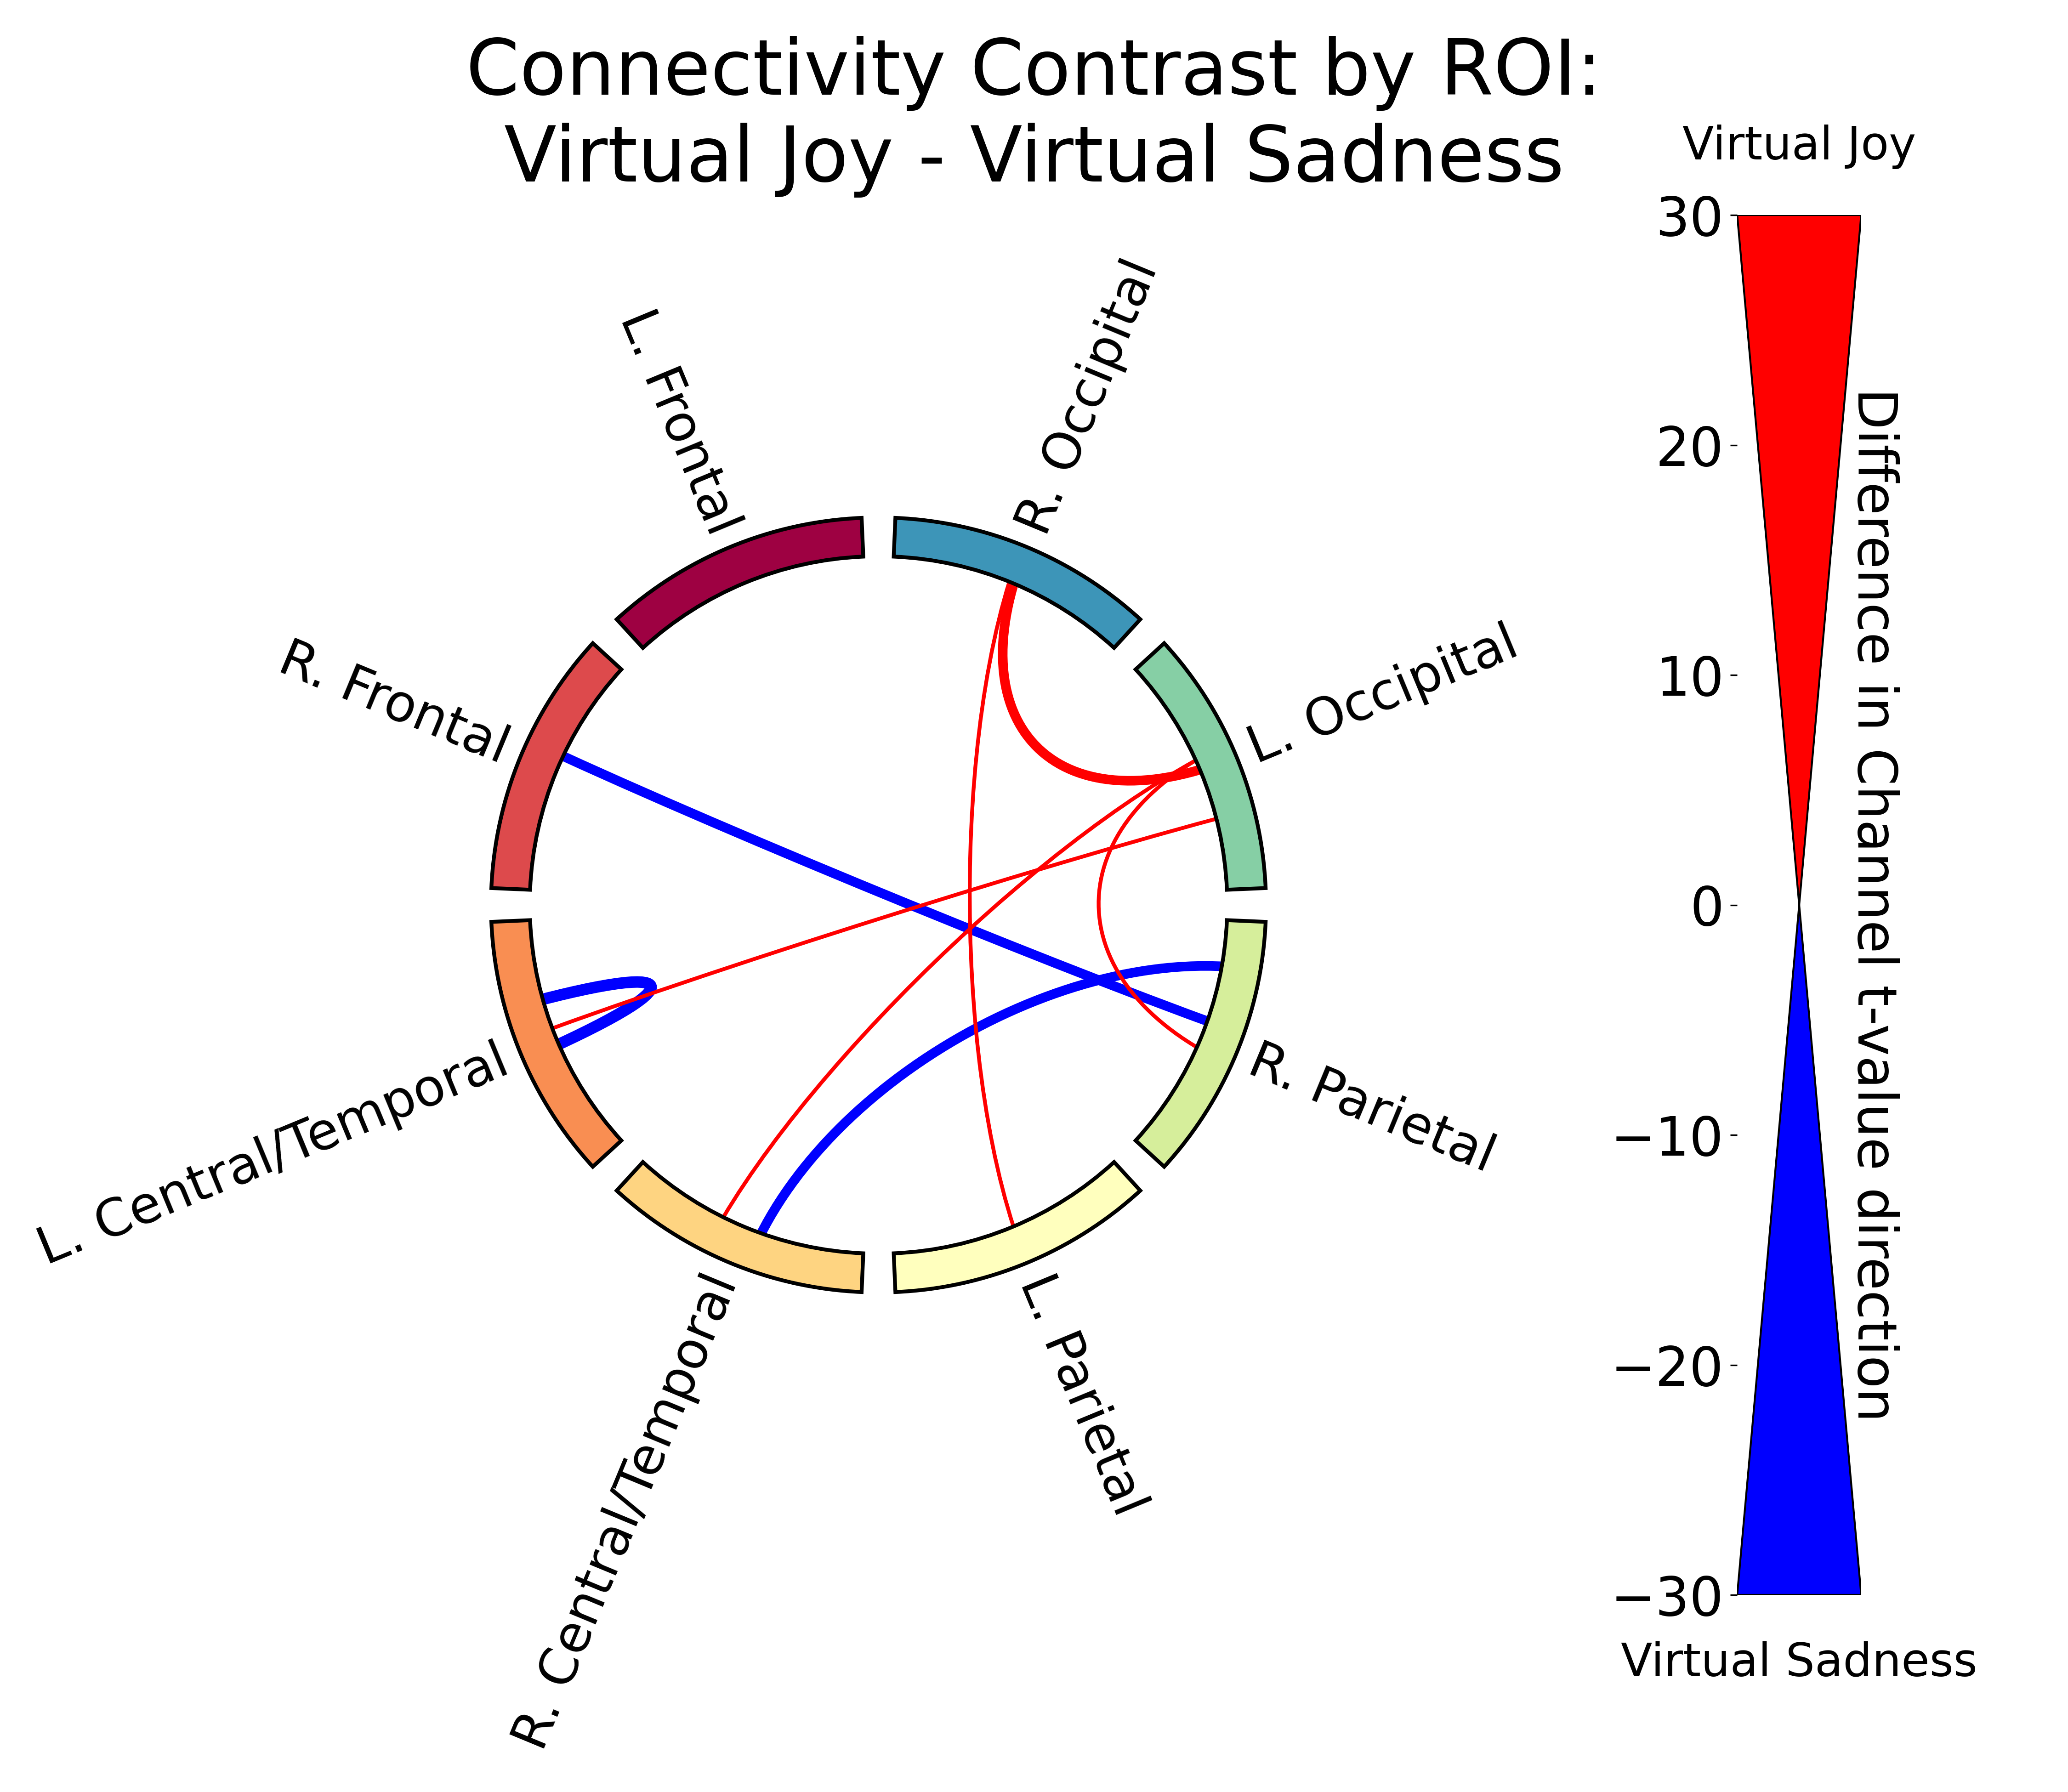 Connectivity Contrast by ROI:
Virtual Joy - Virtual Sadness
Virtual Joy
30
20
10
0
−10
−20
−30
Virtual Sadness
Difference in Channel t-value direction
L. Frontal
R. Occipital
R. Frontal
L. Occipital
L. Central/Temporal
R. Parietal
R. Central/Temporal
L. Parietal